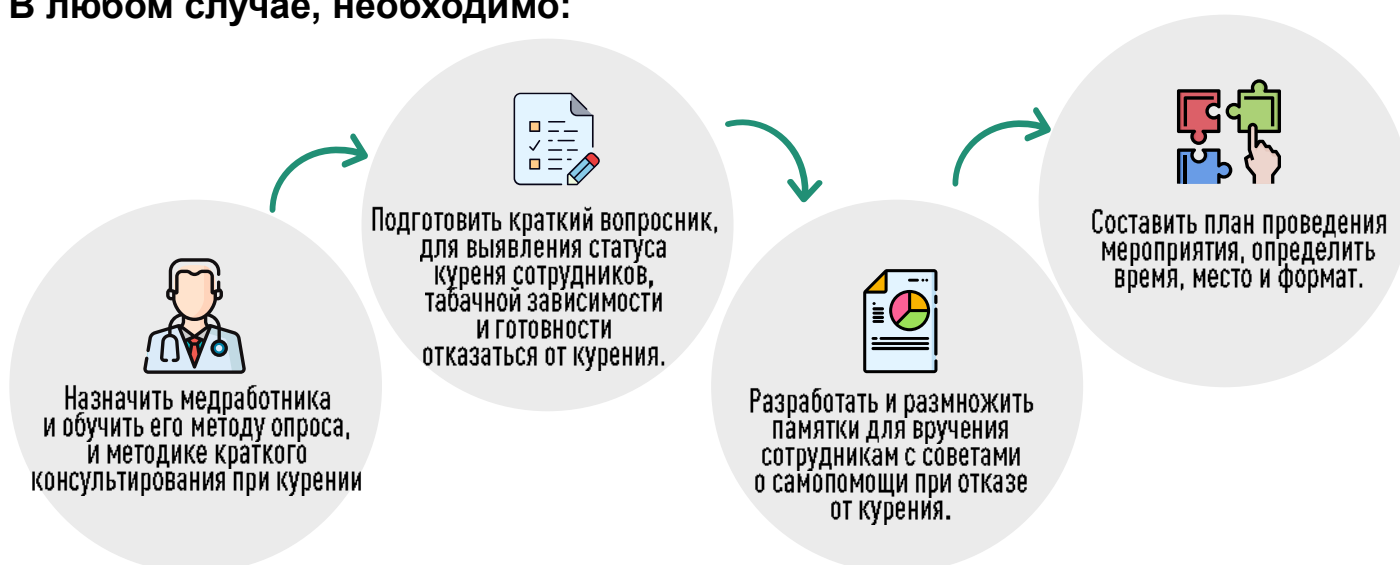 В любом случае, необходимо:
Назначить медработника
и обучить его методу опроса,
и методике краткого
консультирования при курении
Подготовить краткий вопросник,
для выявления статуса
куреня сотрудников,
табачной зависимости
и готовности
отказаться от курения.
Разработать и размножить
памятки для вручения
сотрудникам с советами
о самопомощи при отказе
от курения.
Составить план проведения
мероприятия, определить
время, место и формат.